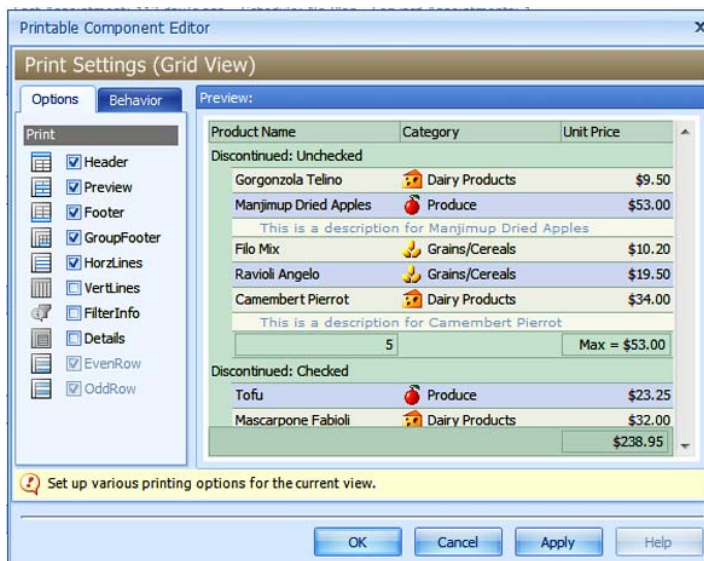 Printable Component Editor
Print Settings (Grid View)
Options Behavior
Print
Header
Preview
Footer
GroupFooter
HorzLines
VertLines
FilterInfo
Details
EvenRow
OddRow
Preview:
Product Name Category Unit Price
Discontinued: Unchecked
Gorgonzola Telino Dairy Products $9.50
Manjimup Dried Apples Produce $53.00
This is a description for Manjimup Dried Apples
Filo Mix Grains/Cereals $10.20
Ravioli Angelo Grains/Cereals $19.50
Camembert Pierrot Dairy Products $34.00
This is a description for Camembert Pierrot
5 Max = $53.00
Discontinued: Checked
Tofu Produce $23.25
Mascarpone Fabioli Dairy Products $32.00
$238.95
Set up various printing options for the current view.
OK Cancel Apply Help